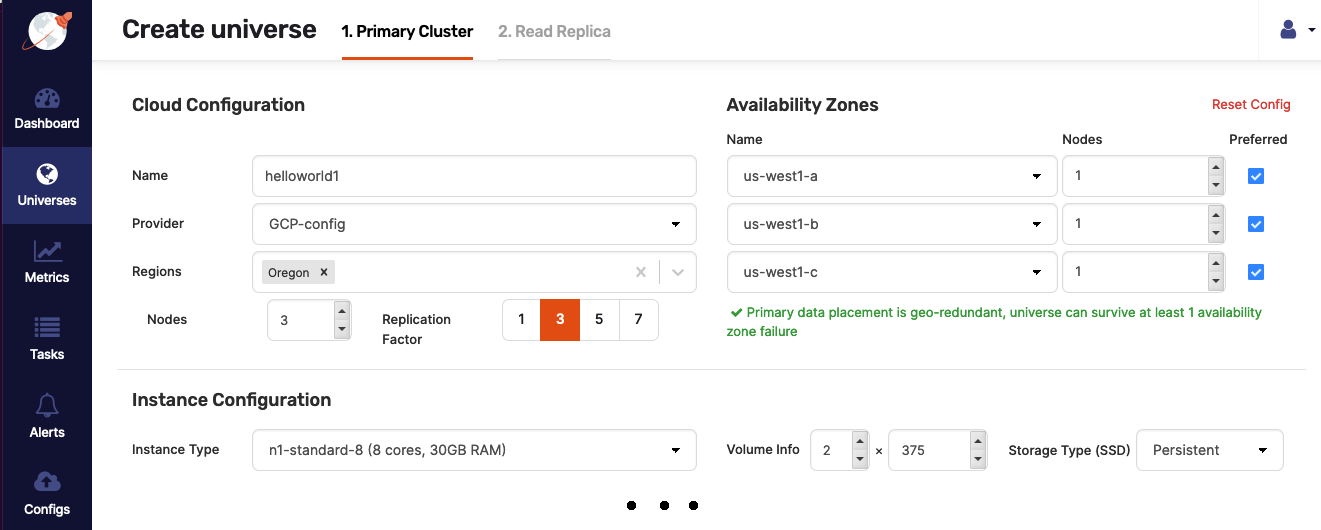 Create universe 1. Primary Cluster 2. Read Replica
Dashboard
Universes
Metrics
Tasks
Alerts
Configs
Cloud Configuration
Name helloworld1
Provider GCP-config
Regions Oregon ×
Nodes 3 Replication Factor 1 3 5 7
Availability Zones Reset Config
Name Nodes Preferred
us-west1-a 1
us-west1-b 1
us-west1-c 1
✔ Primary data placement is geo-redundant, universe can survive at least 1 availability
zone failure
Instance Configuration
Instance Type n1-standard-8 (8 cores, 30GB RAM) Volume Info 2 × 375 Storage Type (SSD) Persistent